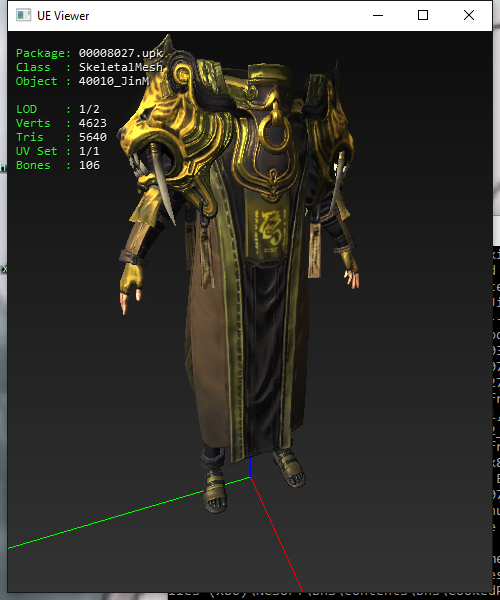 UE Viewer
Package: 00008027.upk
Class : SkeletalMesh
Object : 40010_JinM
LOD : 1/2
Verts : 4623
Tris : 5640
UV Set : 1/1
Bones : 106